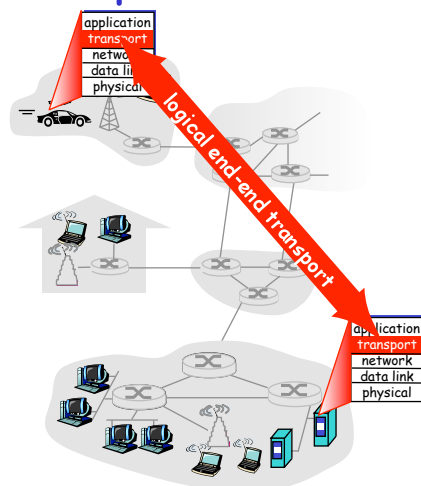 application
transport
network
data link
physical
logical end-end transport
application
transport
network
data link
physical